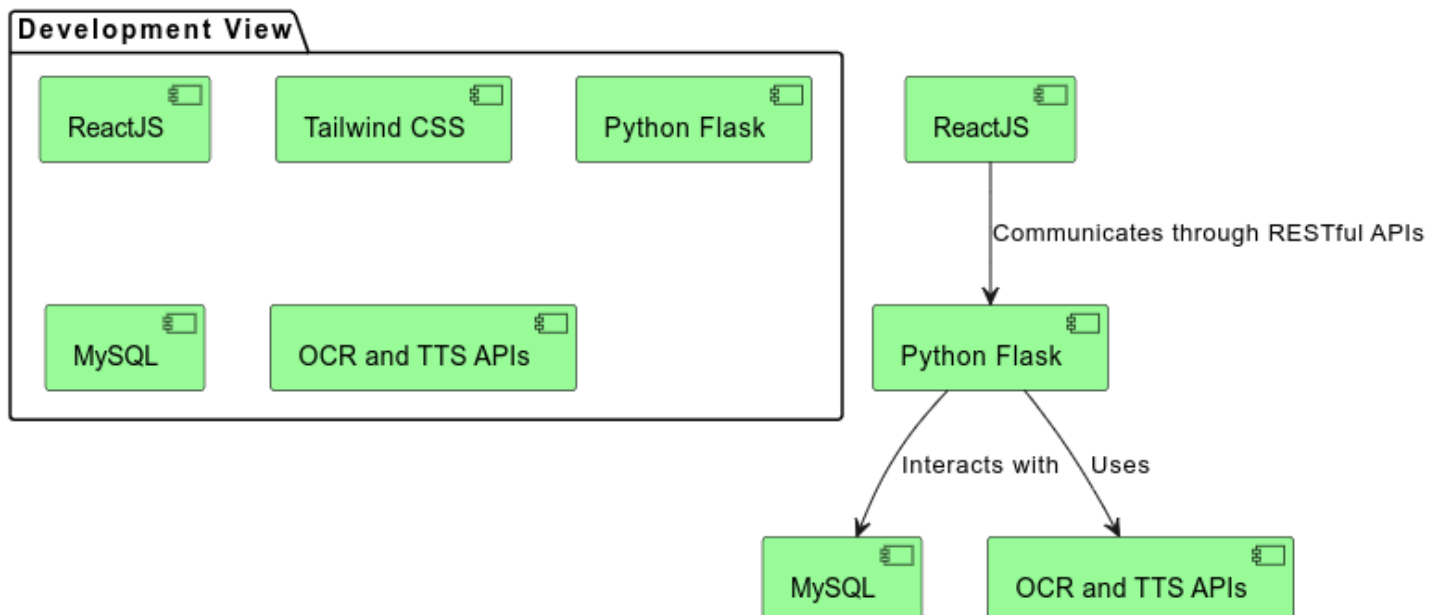 Development View
ReactJS
Tailwind CSS
Python Flask
ReactJS
Communicates through RESTful APIs
MySQL
OCR and TTS APIs
Python Flask
Interacts with
Uses
MySQL
OCR and TTS APIs